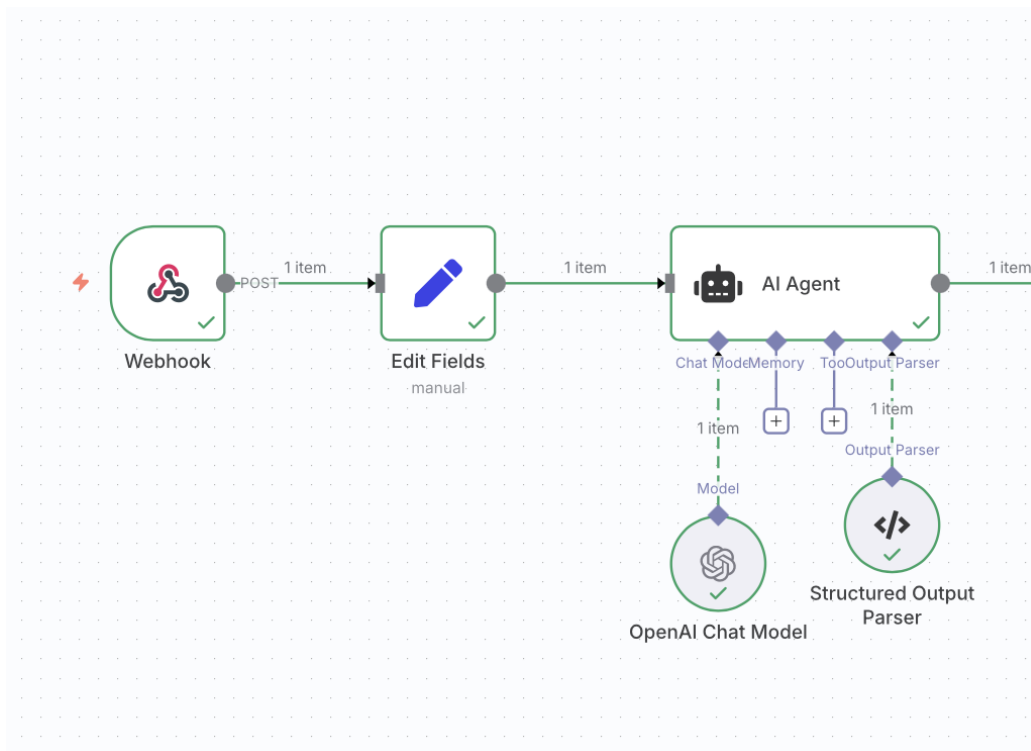 1 item
1 item
1 item
POST
AI Agent
Webhook
Edit Fields
manual
Chat Mode
Memory
Too
Output Parser
1 item
1 item
Output Parser
Model
Structured Output
Parser
OpenAI Chat Model